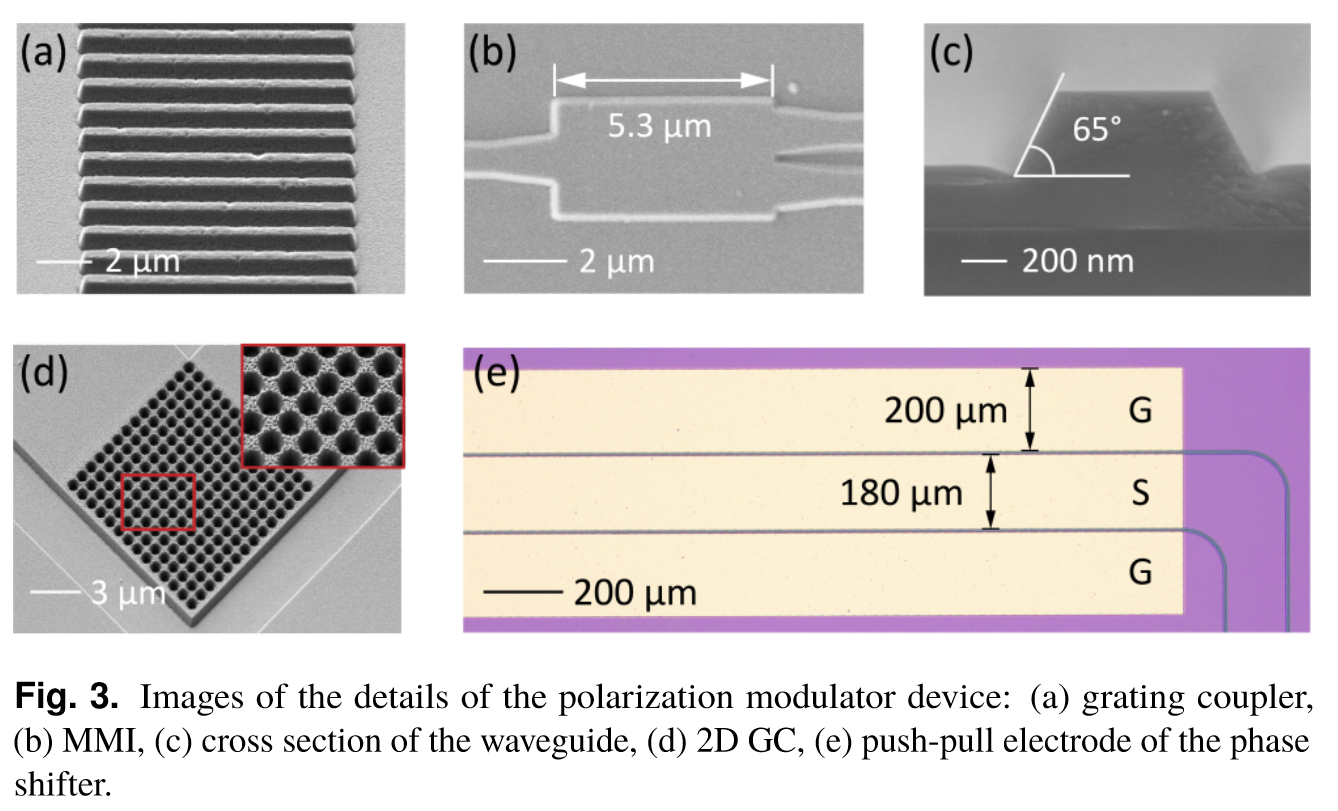 (a)
2 µm
(b)
5.3 µm
2 µm
(c)
65°
200 nm
(d)
3 µm
(e)
200 µm
G
180 µm
S
G
200 µm
Fig. 3. Images of the details of the polarization modulator device: (a) grating coupler,
(b) MMI, (c) cross section of the waveguide, (d) 2D GC, (e) push-pull electrode of the phase
shifter.